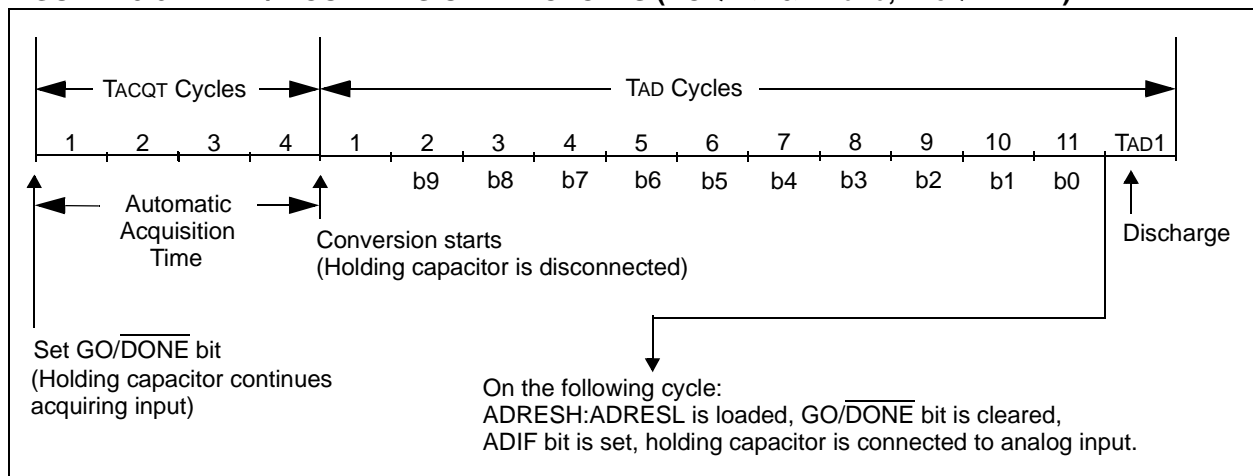 TACQT Cycles
TAD Cycles
1 2 3 4 1 2 3 4 5 6 7 8 9 10 11 TAD1
b9 b8 b7 b6 b5 b4 b3 b2 b1 b0
Automatic
Acquisition
Time
Conversion starts
(Holding capacitor is disconnected)
Discharge
Set GO/DONE bit
(Holding capacitor continues
acquiring input)
On the following cycle:
ADRESH:ADRESL is loaded, GO/DONE bit is cleared,
ADIF bit is set, holding capacitor is connected to analog input.